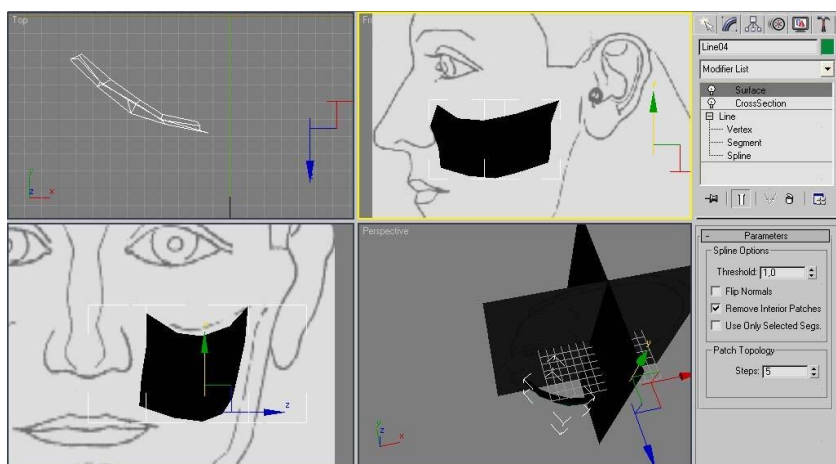 Top
Fr
Perspective
x
y
z
x
y
z
z
y
x
z
y
x
Line04
Modifier List
Surface
CrossSection
Line
Vertex
Segment
Spline
Parameters
Spline Options
Threshold: 1,0
Flip Normals
Remove Interior Patches
Use Only Selected Segs.
Patch Topology
Steps: 5